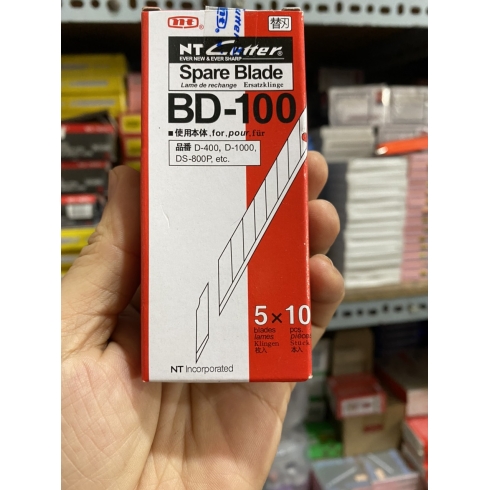 nt
替刃
NT Cutter®
EVER NEW & EVER SHARP
Spare Blade
Lame de rechange Ersatzklinge
BD-100
■使用本体,for,pour,für
品番 D-400, D-1000,
DS-800P, etc.
5×10
blades pcs.
lames pièces
Klingen Stück
枚入 本入
NT Incorporated